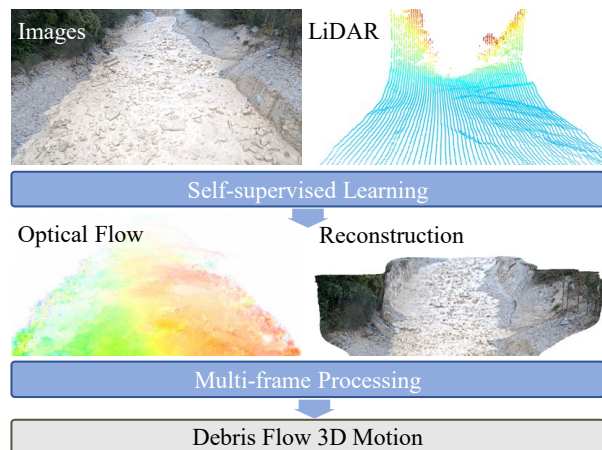 Images
LiDAR
Self-supervised Learning
Optical Flow
Reconstruction
Multi-frame Processing
Debris Flow 3D Motion